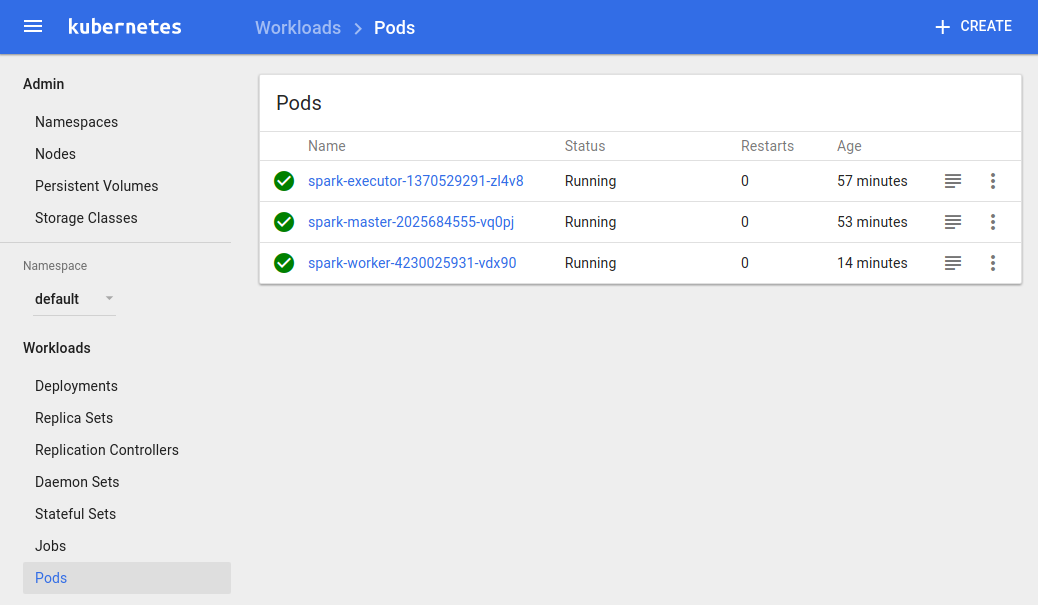 kubernetes
Workloads > Pods
CREATE
Admin
Namespaces
Nodes
Persistent Volumes
Storage Classes
Namespace
default
Workloads
Deployments
Replica Sets
Replication Controllers
Daemon Sets
Stateful Sets
Jobs
Pods
Pods
Name Status Restarts Age
spark-executor-1370529291-zl4v8 Running 0 57 minutes
spark-master-2025684555-vq0pj Running 0 53 minutes
spark-worker-4230025931-vdx90 Running 0 14 minutes